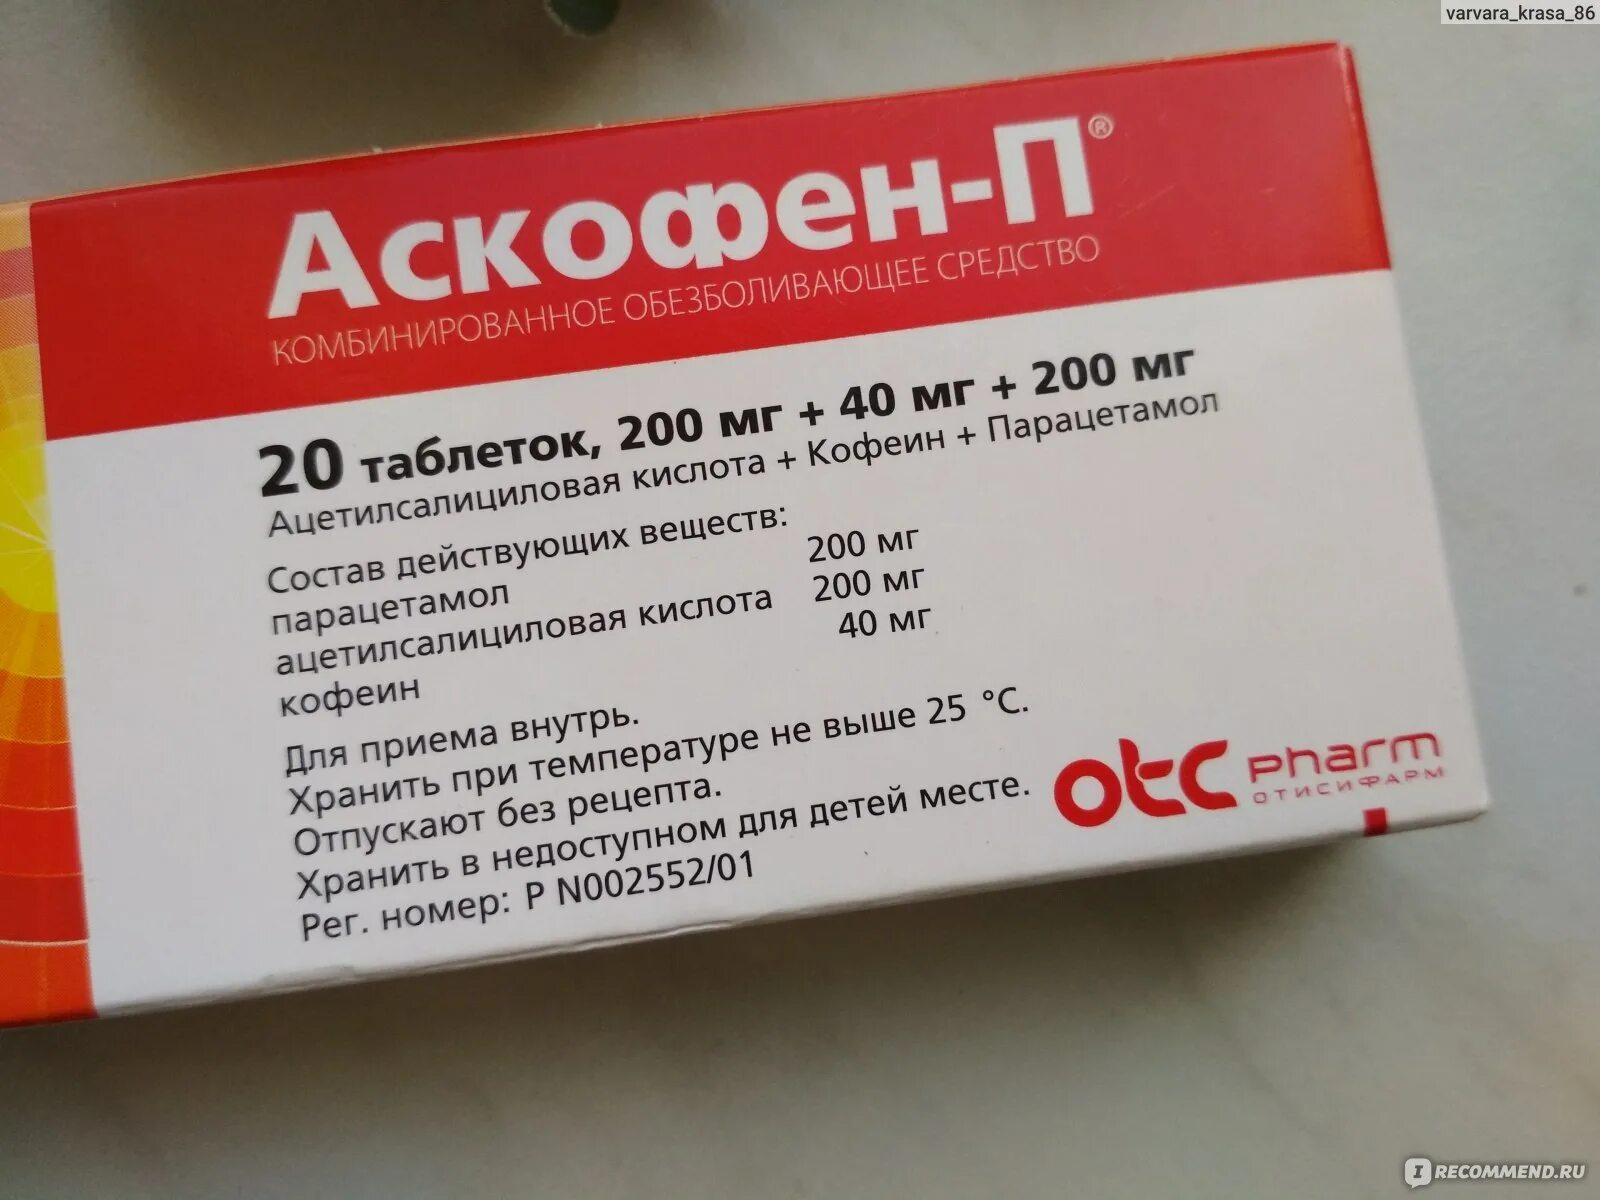 varvara_krasa_86
Аскофен-П®
КОМБИНИРОВАННОЕ ОБЕЗБОЛИВАЮЩЕЕ СРЕДСТВО
20 таблеток, 200 мг + 40 мг + 200 мг
Ацетилсалициловая кислота + Кофеин + Парацетамол
Состав действующих веществ:
парацетамол 200 мг
ацетилсалициловая кислота 200 мг
кофеин 40 мг
Для приема внутрь.
Хранить при температуре не выше 25 °С.
Отпускают без рецепта.
Хранить в недоступном для детей месте.
Рег. номер: Р N002552/01
otc pharm
ОТИСИФАРМ
IRECOMMEND.RU